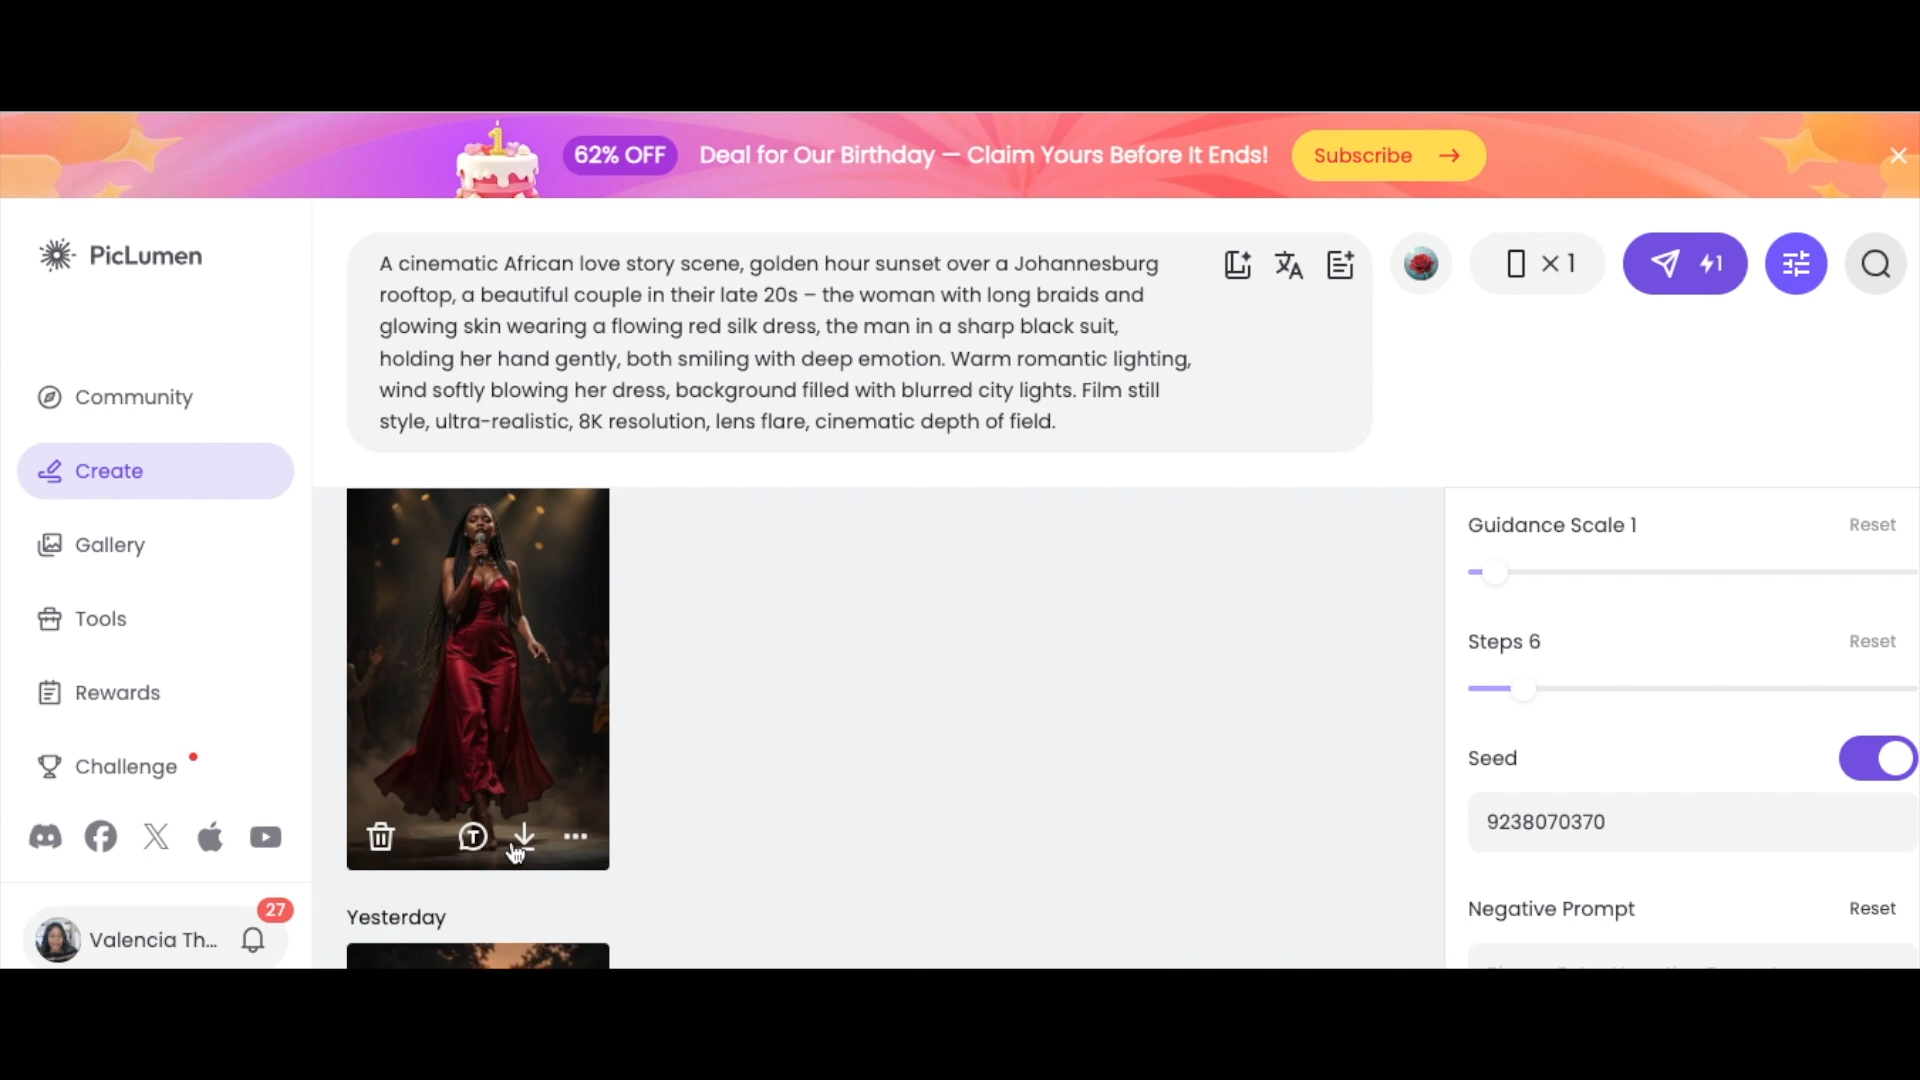 62% OFF Deal for Our Birthday — Claim Yours Before It Ends! Subscribe →
PicLumen
A cinematic African love story scene, golden hour sunset over a Johannesburg
rooftop, a beautiful couple in their late 20s – the woman with long braids and
glowing skin wearing a flowing red silk dress, the man in a sharp black suit,
holding her hand gently, both smiling with deep emotion. Warm romantic lighting,
wind softly blowing her dress, background filled with blurred city lights. Film still
style, ultra-realistic, 8K resolution, lens flare, cinematic depth of field.
× 1
1
Community
Create
Gallery
Tools
Rewards
Challenge
27
Valencia Th...
Yesterday
Guidance Scale 1 Reset
Steps 6 Reset
Seed
9238070370
Negative Prompt Reset